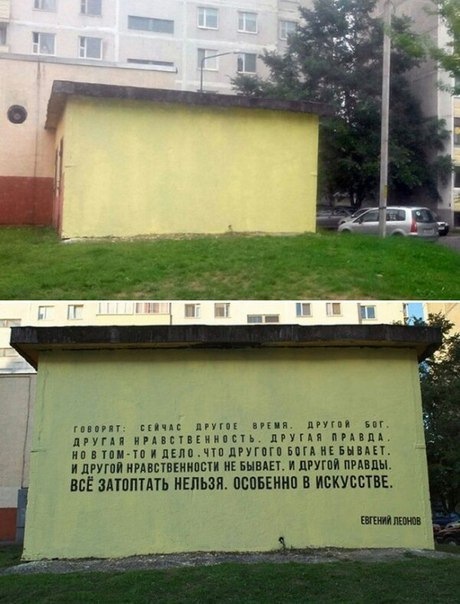 ГОВОРЯТ: СЕЙЧАС ДРУГОЕ ВРЕМЯ. ДРУГОЙ БОГ.
ДРУГАЯ НРАВСТВЕННОСТЬ. ДРУГАЯ ПРАВДА.
НО В ТОМ-ТО И ДЕЛО, ЧТО ДРУГОГО БОГА НЕ БЫВАЕТ.
И ДРУГОЙ НРАВСТВЕННОСТИ НЕ БЫВАЕТ. И ДРУГОЙ ПРАВДЫ.
ВСЁ ЗАТОПТАТЬ НЕЛЬЗЯ. ОСОБЕННО В ИСКУССТВЕ.
ЕВГЕНИЙ ЛЕОНОВ